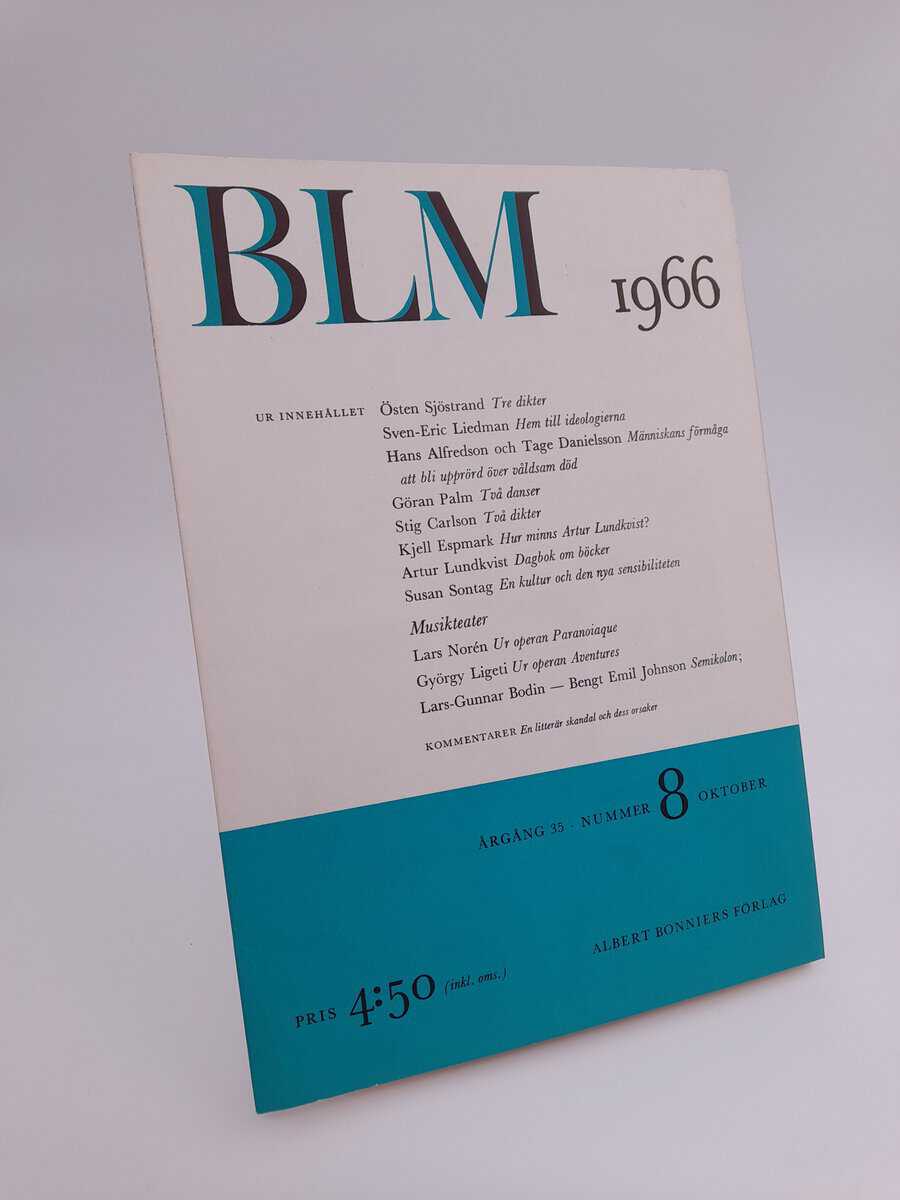 BLM 1966
UR INNEHÅLLET Östen Sjöstrand Tre dikter
Sven-Eric Liedman Hem till ideologierna
Hans Alfredson och Tage Danielsson Människans förmåga
att bli upprörd över våldsam död
Göran Palm Två danser
Stig Carlson Två dikter
Kjell Espmark Hur minns Artur Lundkvist?
Artur Lundkvist Dagbok om böcker
Susan Sontag En kultur och den nya sensibiliteten
Musikteater
Lars Norén Ur operan Paranoiaque
György Ligeti Ur operan Aventures
Lars-Gunnar Bodin — Bengt Emil Johnson Semikolon;
KOMMENTARER En litterär skandal och dess orsaker
ÅRGÅNG 35 · NUMMER 8 OKTOBER
ALBERT BONNIERS FÖRLAG
PRIS 4:50 (inkl. oms.)